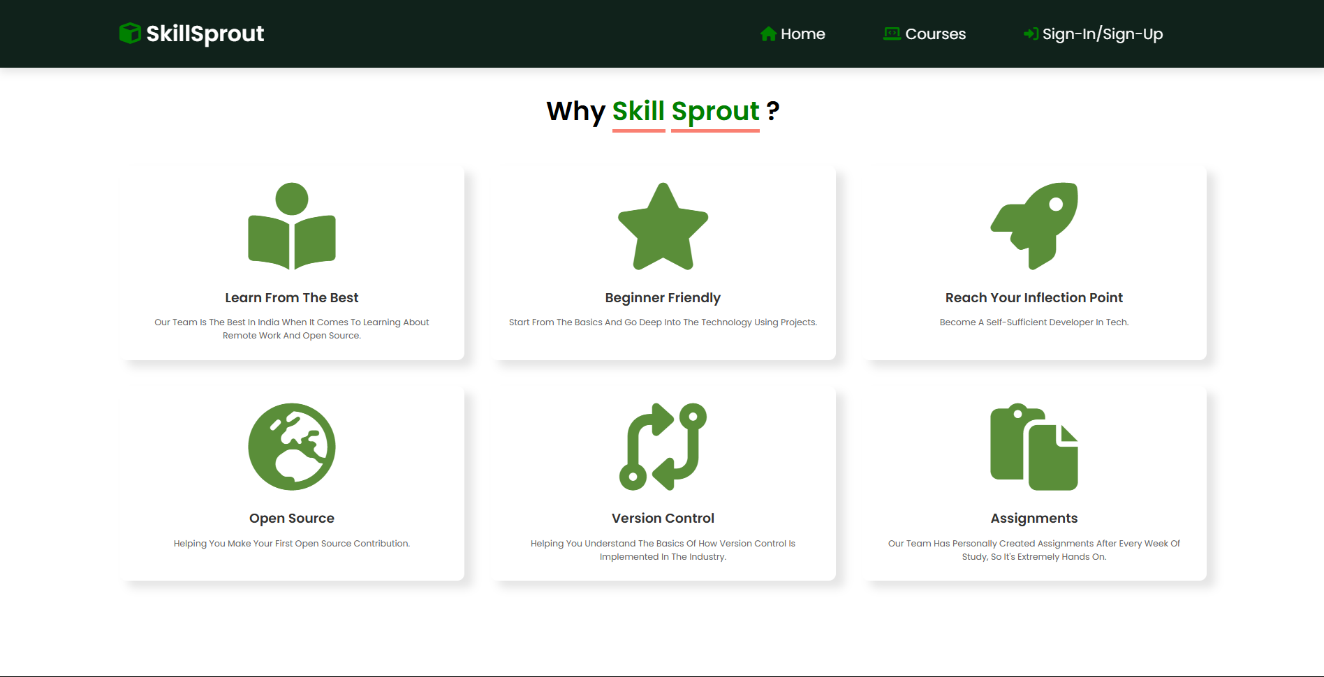 SkillSprout
Home
Courses
Sign-In/Sign-Up
Why Skill Sprout ?
Learn From The Best
Our Team Is The Best In India When It Comes To Learning About
Remote Work And Open Source.
Beginner Friendly
Start From The Basics And Go Deep Into The Technology Using Projects.
Reach Your Inflection Point
Become A Self-Sufficient Developer In Tech.
Open Source
Helping You Make Your First Open Source Contribution.
Version Control
Helping You Understand The Basics Of How Version Control Is
Implemented In The Industry.
Assignments
Our Team Has Personally Created Assignments After Every Week Of
Study, So It's Extremely Hands On.